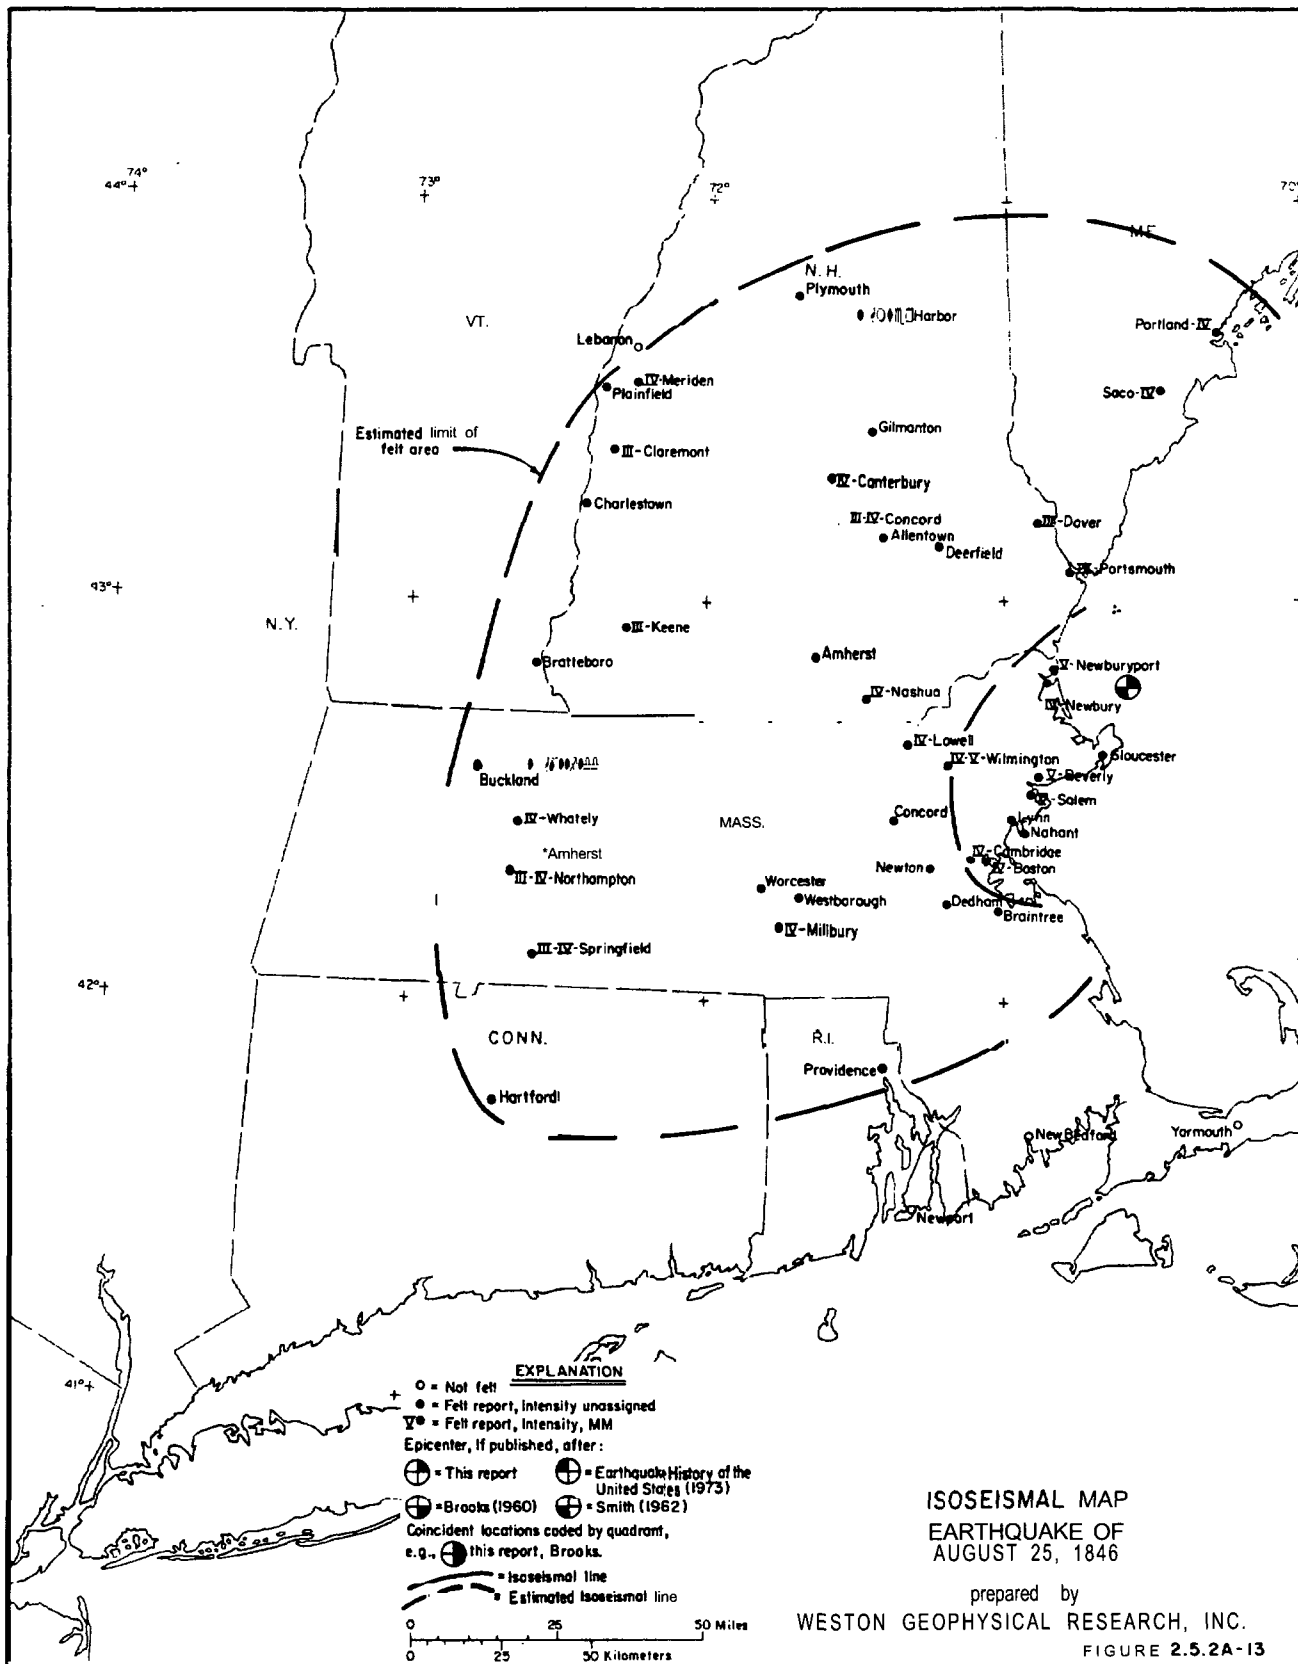 74°
44°
73°
72°
70°
M.E.
N. H.
Plymouth
Harbor
VT.
Lebanon
Portland-IV
IV-Meriden
Plainfield
Saco-IV
Estimated limit of
felt area
Gilmanton
III-Claremont
IV-Canterbury
Charlestown
III-IV-Concord
Allentown
Deerfield
-Dover
-Portsmouth
43°
N.Y.
III-Keene
Bratteboro
Amherst
V-Newburyport
IV-Nashua
IV-Newbury
IV-Lowell
Gloucester
IV-V-Wilmington
Buckland
V-Beverly
-Salem
IV-Whately
MASS.
Concord
Lynn
Nahant
*Amherst
IV-Cambridge
III-IV-Northampton
Newton
IV-Boston
Worcester
Westborough
Dedham
Braintree
IV-Millbury
III-IV-Springfield
42°
CONN.
R.I.
Providence
Hartford
New Bedford
Yarmouth
Newport
41°
EXPLANATION
o = Not felt
● = Felt report, Intensity unassigned
V● = Felt report, Intensity, MM
Epicenter, If published, after:
= This report
= Earthquake History of the
United States (1973)
=Brooks (1960)
= Smith (1962)
Coincident locations coded by quadrant,
e.g., this report, Brooks.
= Isoseismal line
= Estimated Isoseismal line
0 25 50 Miles
0 25 50 Kilometers
ISOSEISMAL MAP
EARTHQUAKE OF
AUGUST 25, 1846
prepared by
WESTON GEOPHYSICAL RESEARCH, INC.
FIGURE 2.5.2A-13